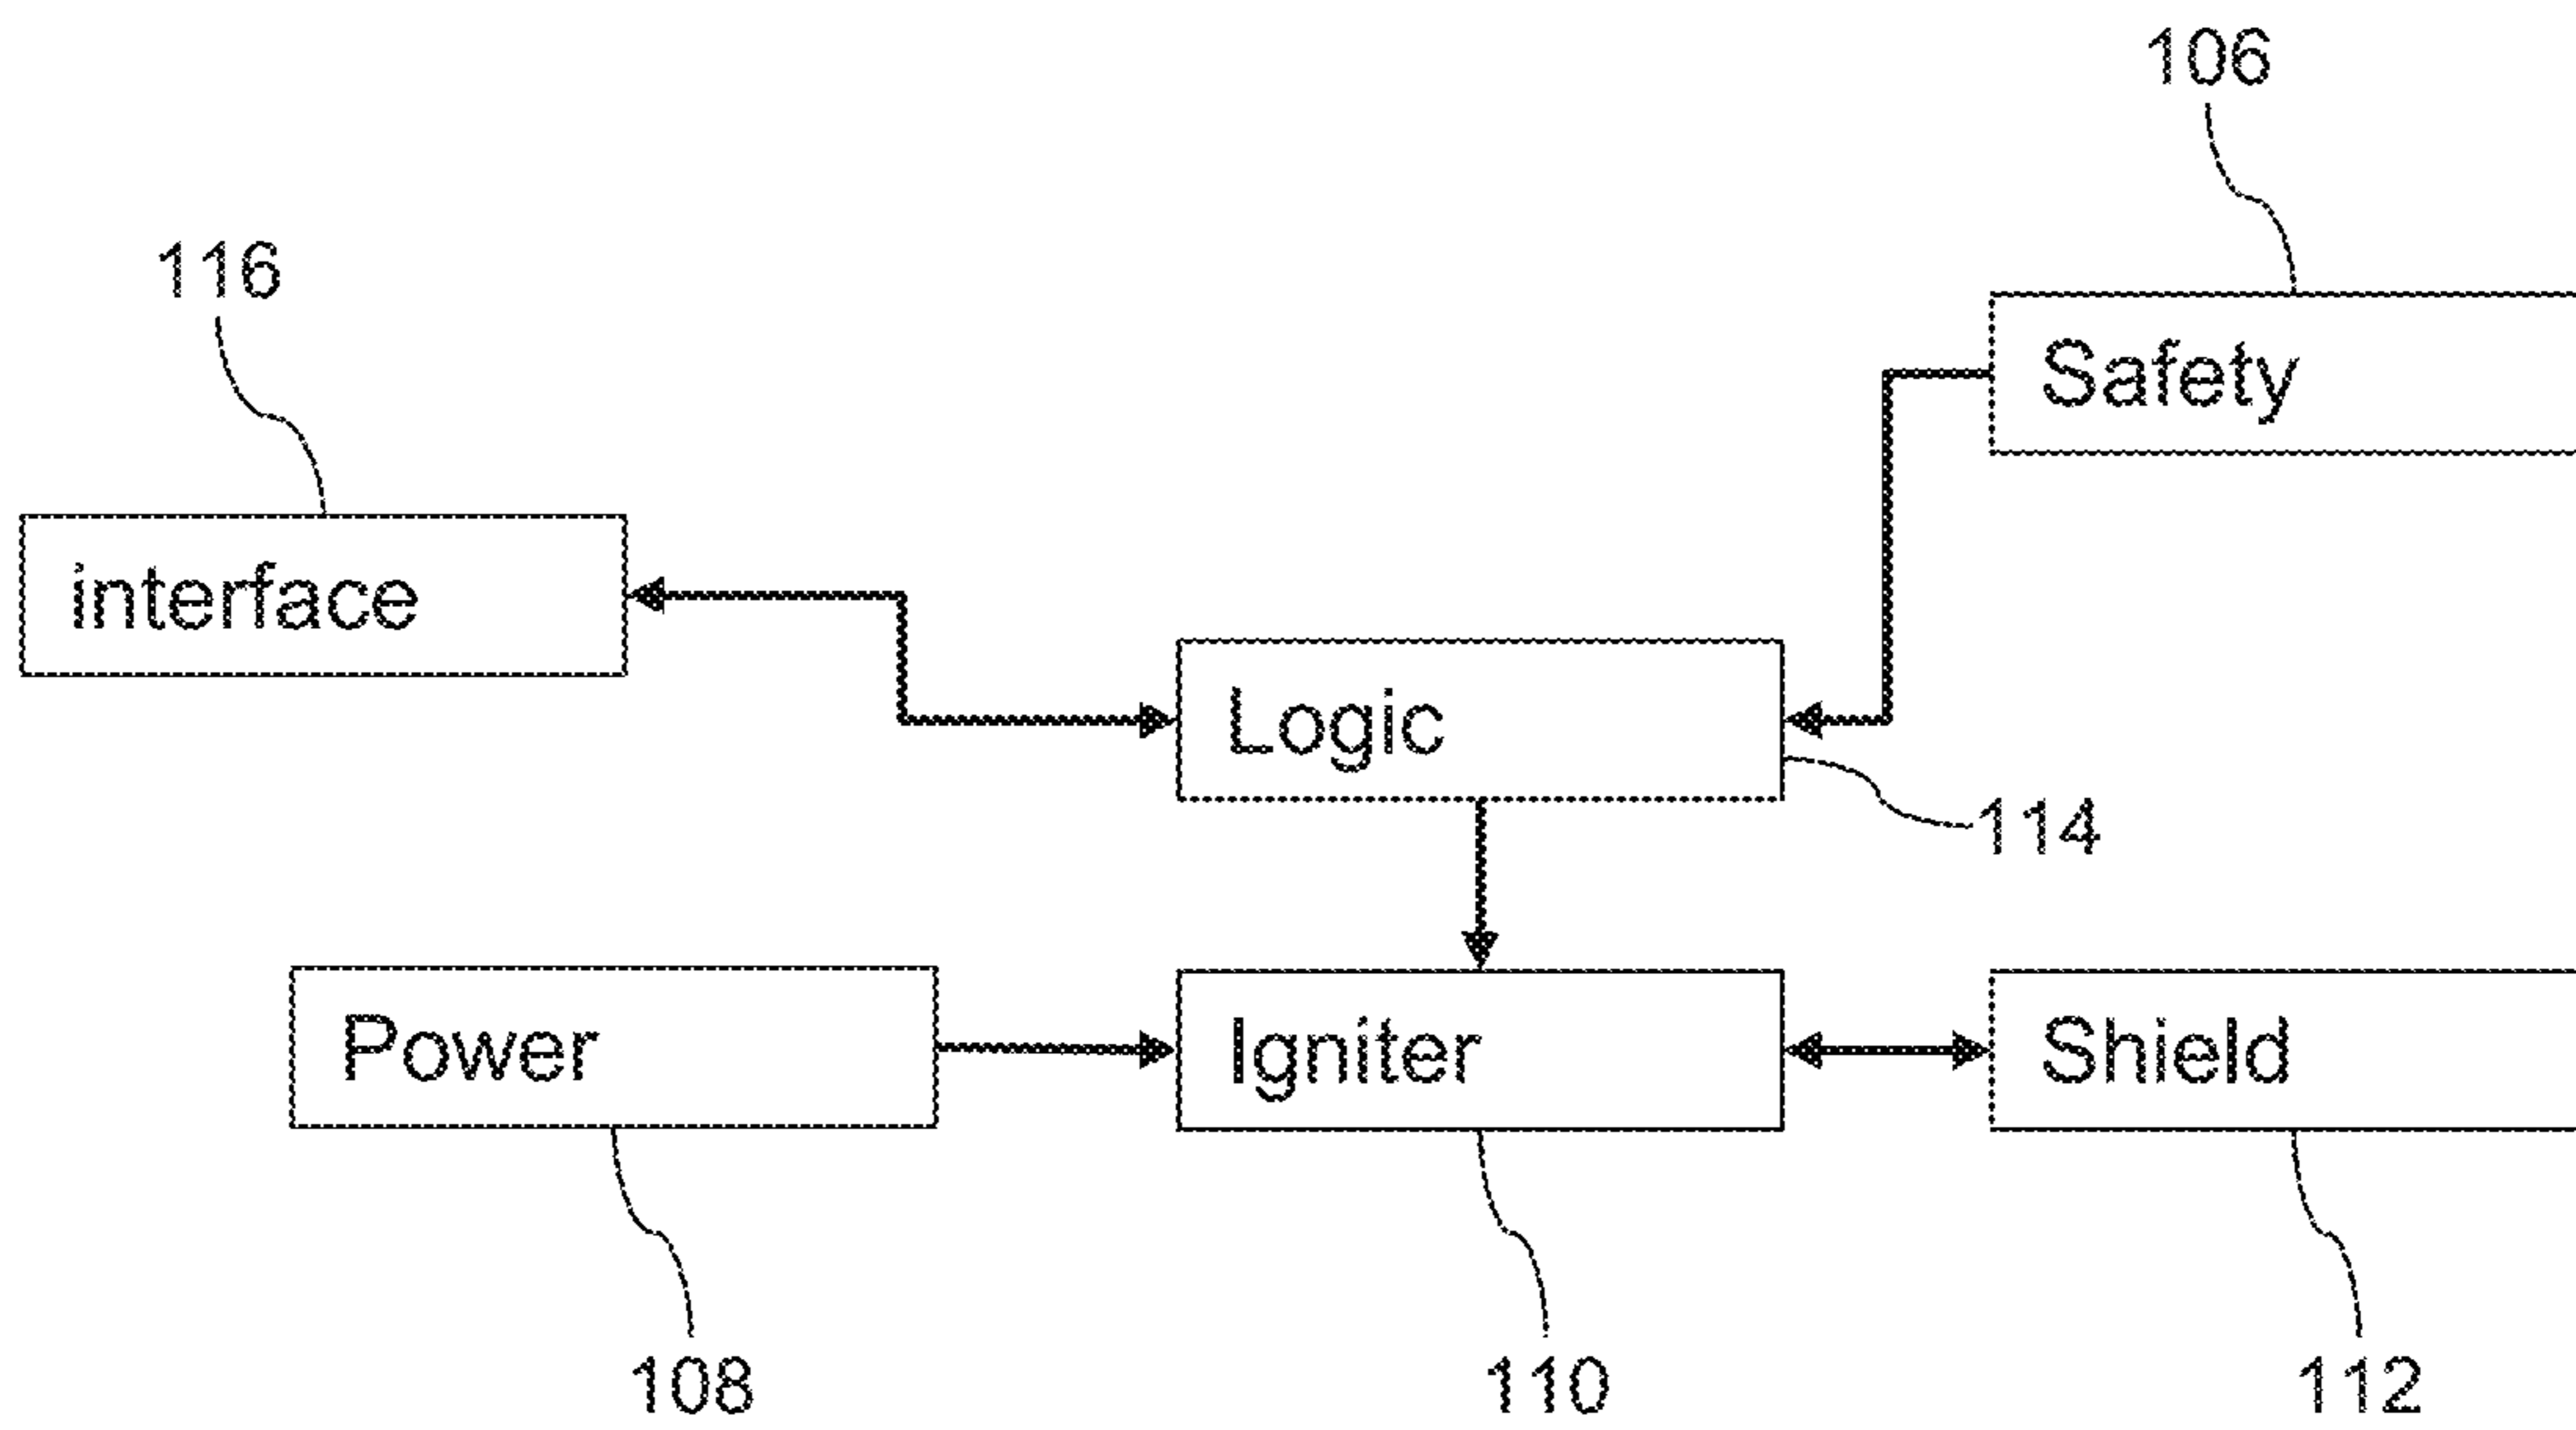 106
116
Safety
interface
Logic
114
Power
Igniter
Shield
108
110
112